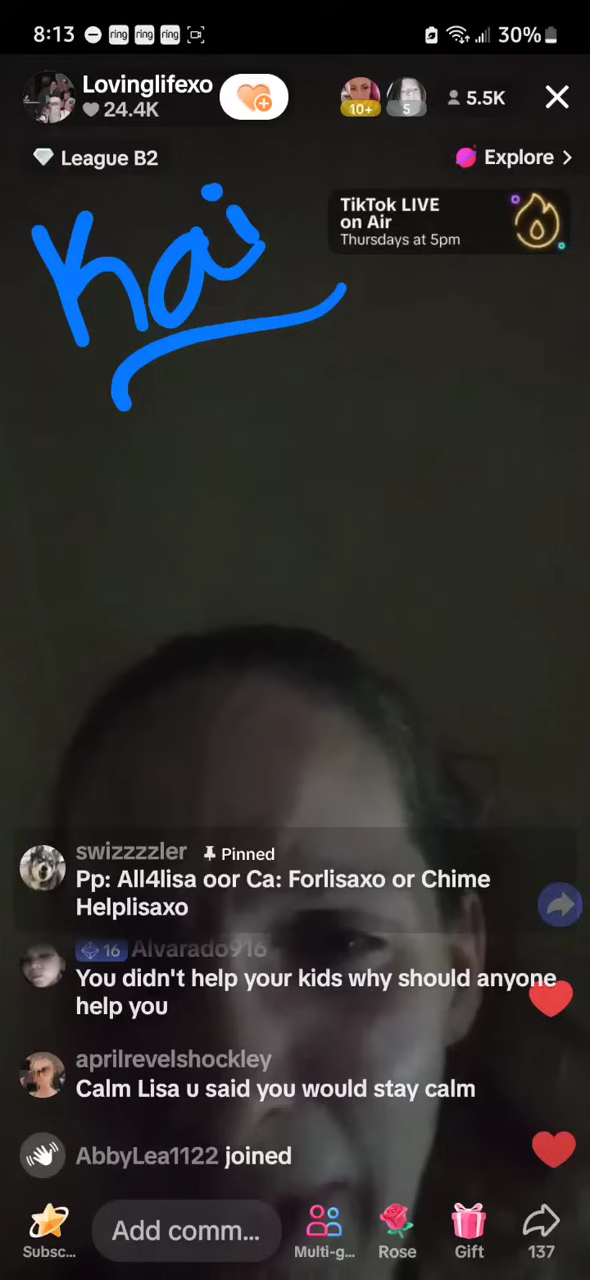 8:13
ring ring ring
30%
Lovinglifexo
24.4K
10+
5
5.5K
League B2
Explore >
Kai
TikTok LIVE
on Air
Thursdays at 5pm
swizzzzler Pinned
Pp: All4lisa oor Ca: Forlisaxo or Chime
Helplisaxo
16 Alvarado916
You didn't help your kids why should anyone
help you
aprilrevelshockley
Calm Lisa u said you would stay calm
AbbyLea1122 joined
Add comm...
Subsc...
Multi-g...
Rose
Gift
137